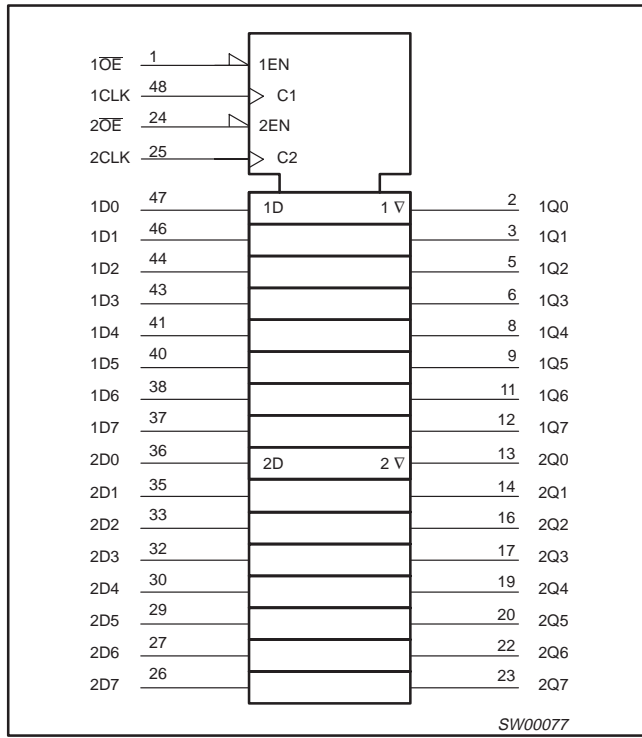 1O̅E̅ 1 1EN
1CLK 48 C1
2O̅E̅ 24 2EN
2CLK 25 C2
1D0 47 1D 1 ∇ 2 1Q0
1D1 46 3 1Q1
1D2 44 5 1Q2
1D3 43 6 1Q3
1D4 41 8 1Q4
1D5 40 9 1Q5
1D6 38 11 1Q6
1D7 37 12 1Q7
2D0 36 2D 2 ∇ 13 2Q0
2D1 35 14 2Q1
2D2 33 16 2Q2
2D3 32 17 2Q3
2D4 30 19 2Q4
2D5 29 20 2Q5
2D6 27 22 2Q6
2D7 26 23 2Q7
SW00077